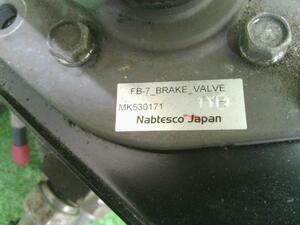 FB-7_BRAKE_VALVE
MK530171
Nabtesco Japan